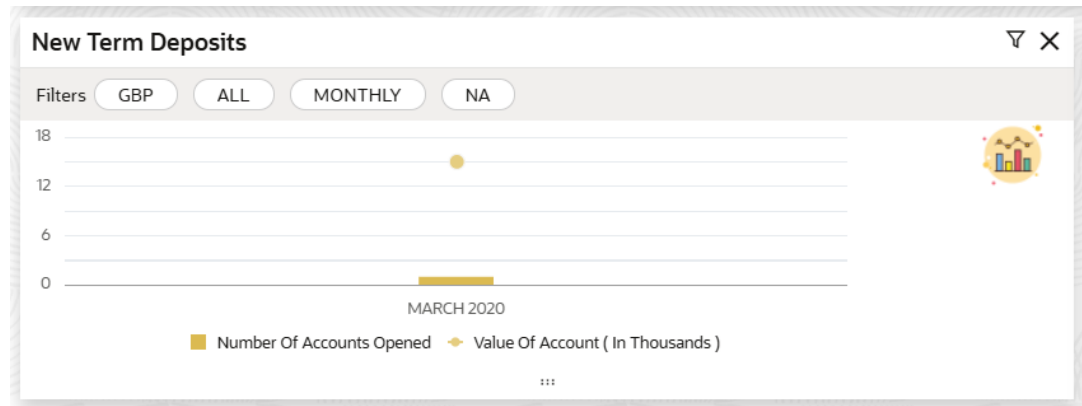 New Term Deposits
Filters GBP ALL MONTHLY NA
18
12
6
0
MARCH 2020
Number Of Accounts Opened Value Of Account ( In Thousands )